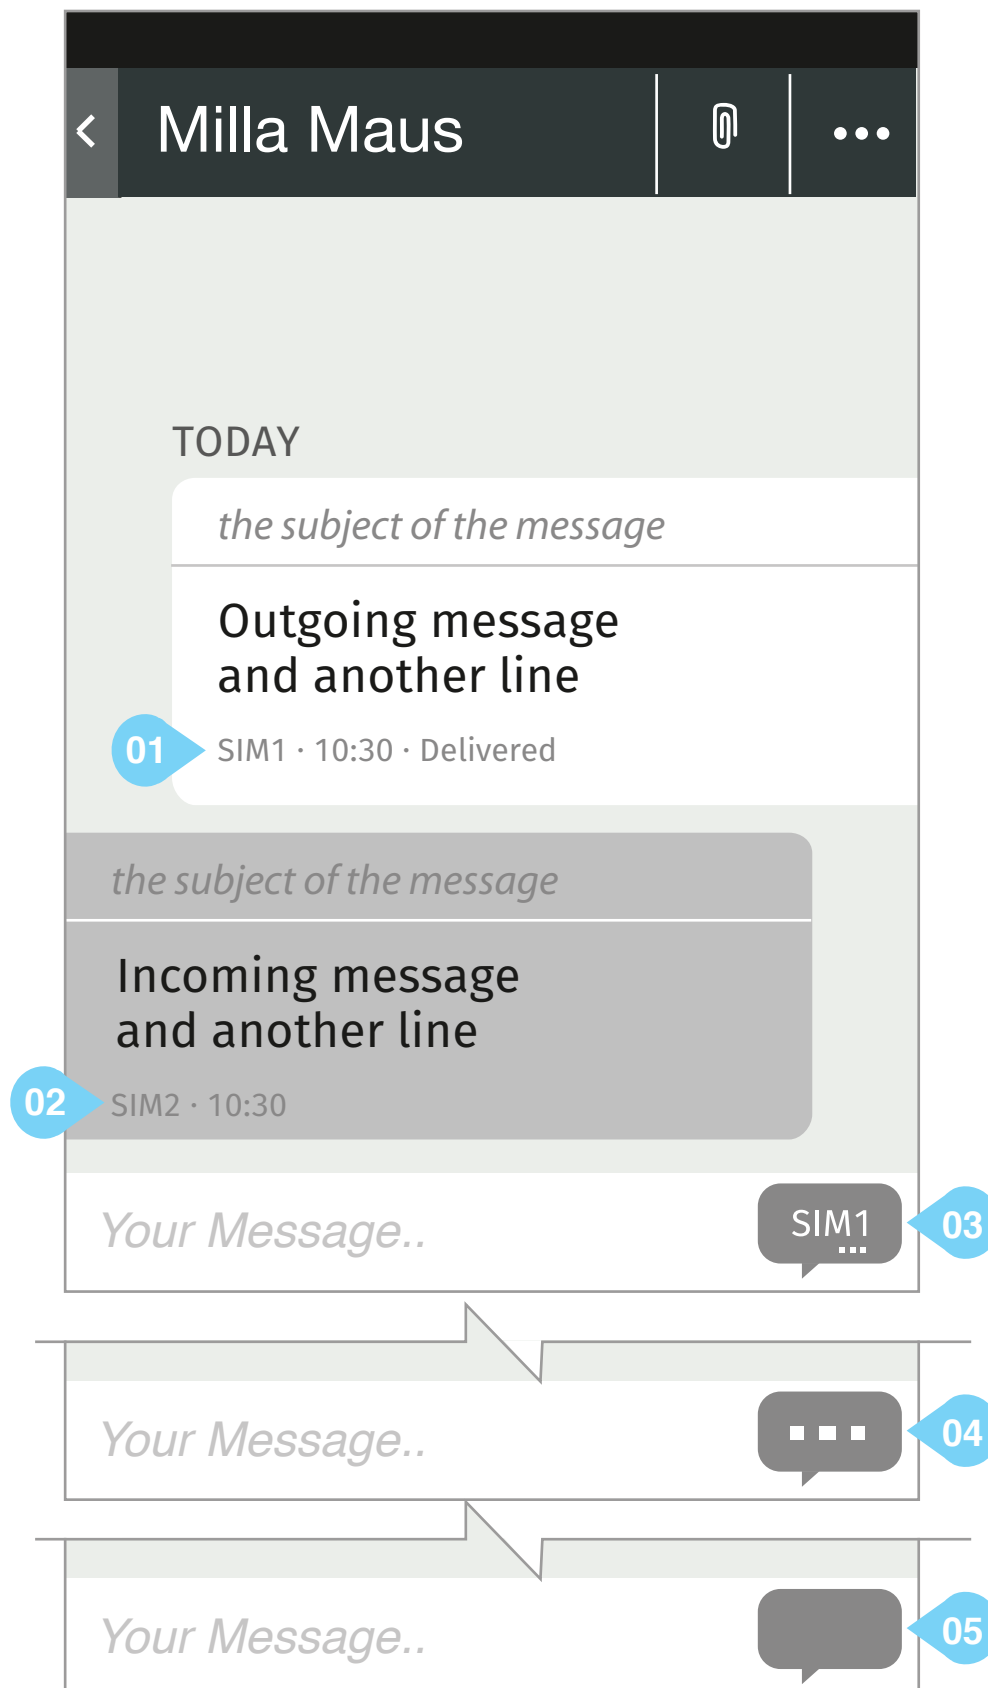 Milla Maus
TODAY
the subject of the message
Outgoing message
and another line
01
SIM1 · 10:30 · Delivered
the subject of the message
Incoming message
and another line
02
SIM2 · 10:30
Your Message..
SIM1
03
Your Message..
04
Your Message..
05